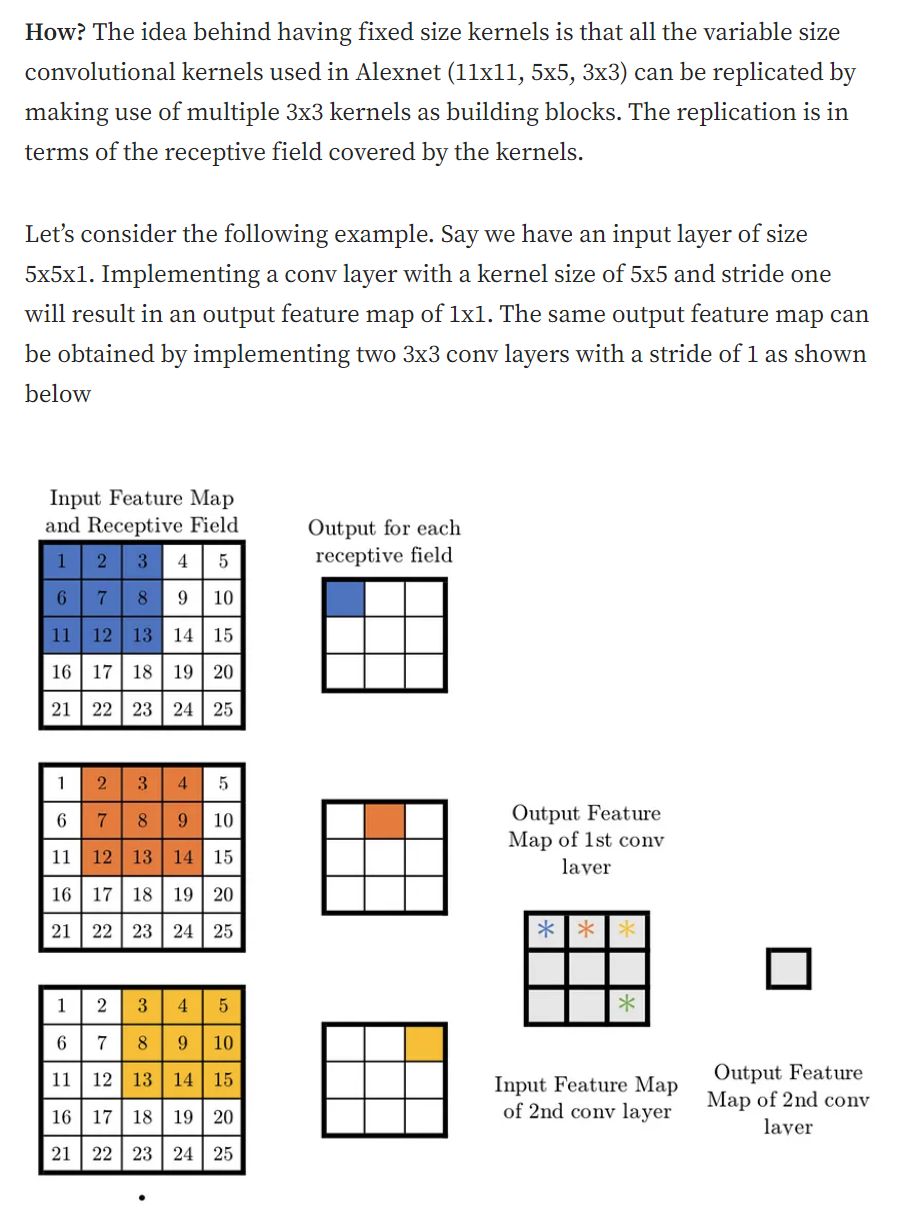 How? The idea behind having fixed size kernels is that all the variable size
convolutional kernels used in Alexnet (11x11, 5x5, 3x3) can be replicated by
making use of multiple 3x3 kernels as building blocks. The replication is in
terms of the receptive field covered by the kernels.
Let’s consider the following example. Say we have an input layer of size
5x5x1. Implementing a conv layer with a kernel size of 5x5 and stride one
will result in an output feature map of 1x1. The same output feature map can
be obtained by implementing two 3x3 conv layers with a stride of 1 as shown
below
Input Feature Map
and Receptive Field
1 2 3 4 5
6 7 8 9 10
11 12 13 14 15
16 17 18 19 20
21 22 23 24 25
Output for each
receptive field
1 2 3 4 5
6 7 8 9 10
11 12 13 14 15
16 17 18 19 20
21 22 23 24 25
Output Feature
Map of 1st conv
layer
* * *
*
1 2 3 4 5
6 7 8 9 10
11 12 13 14 15
16 17 18 19 20
21 22 23 24 25
Input Feature Map
of 2nd conv layer
Output Feature
Map of 2nd conv
layer